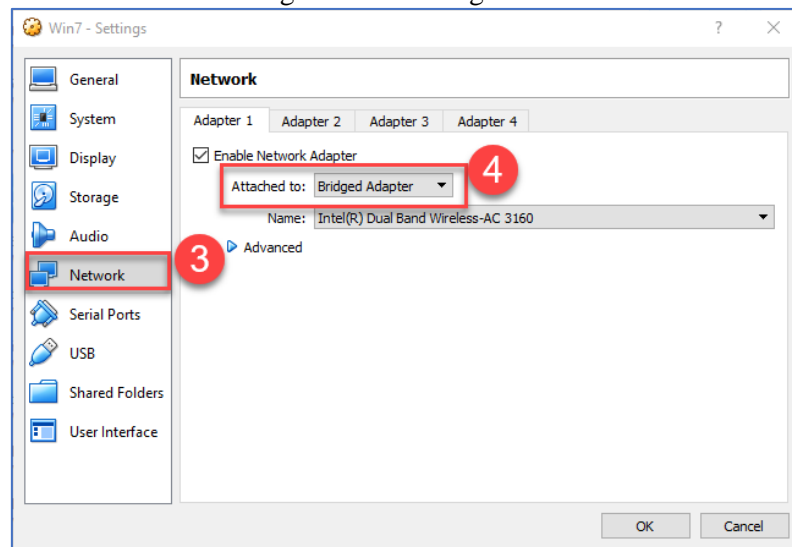 Win7 - Settings ?
General
System
Display
Storage
Audio
Network
Serial Ports
USB
Shared Folders
User Interface
Network
Adapter 1 Adapter 2 Adapter 3 Adapter 4
Enable Network Adapter
Attached to: Bridged Adapter
4
Name: Intel(R) Dual Band Wireless-AC 3160
3
Advanced
OK Cancel